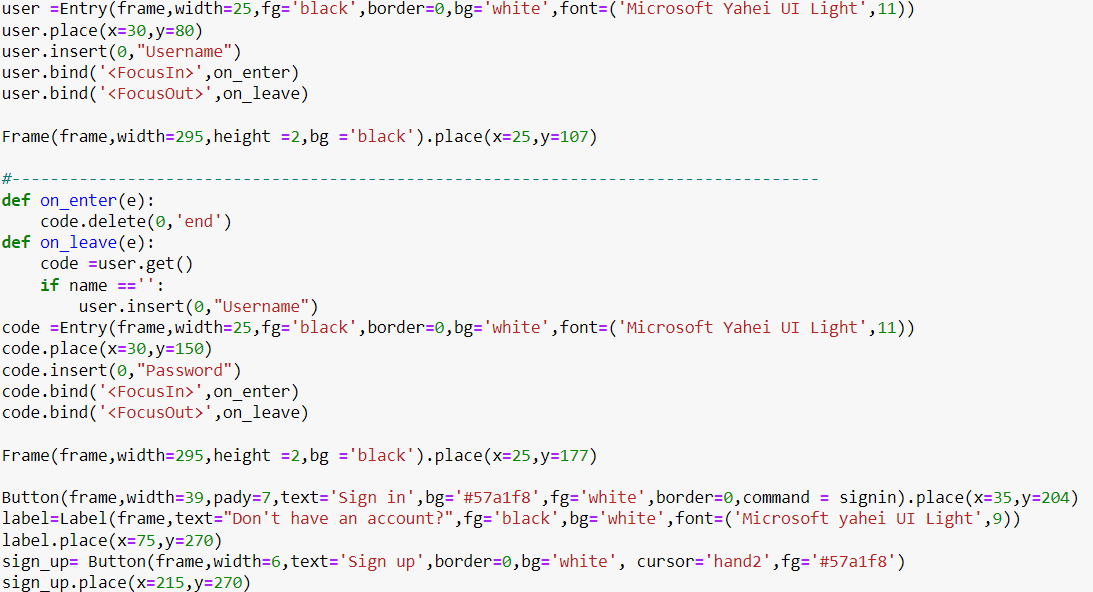 user =Entry(frame,width=25,fg='black',border=0,bg='white',font=('Microsoft Yahei UI Light',11))
user.place(x=30,y=80)
user.insert(0,"Username")
user.bind('<FocusIn>',on_enter)
user.bind('<FocusOut>',on_leave)

Frame(frame,width=295,height =2,bg ='black').place(x=25,y=107)

#------------------------------------------------------------------------------------
def on_enter(e):
    code.delete(0,'end')
def on_leave(e):
    code =user.get()
    if name =='':
        user.insert(0,"Username")
code =Entry(frame,width=25,fg='black',border=0,bg='white',font=('Microsoft Yahei UI Light',11))
code.place(x=30,y=150)
code.insert(0,"Password")
code.bind('<FocusIn>',on_enter)
code.bind('<FocusOut>',on_leave)

Frame(frame,width=295,height =2,bg ='black').place(x=25,y=177)

Button(frame,width=39,pady=7,text='Sign in',bg='#57a1f8',fg='white',border=0,command = signin).place(x=35,y=204)
label=Label(frame,text="Don't have an account?",fg='black',bg='white',font=('Microsoft yahei UI Light',9))
label.place(x=75,y=270)
sign_up= Button(frame,width=6,text='Sign up',border=0,bg='white', cursor='hand2',fg='#57a1f8')
sign_up.place(x=215,y=270)